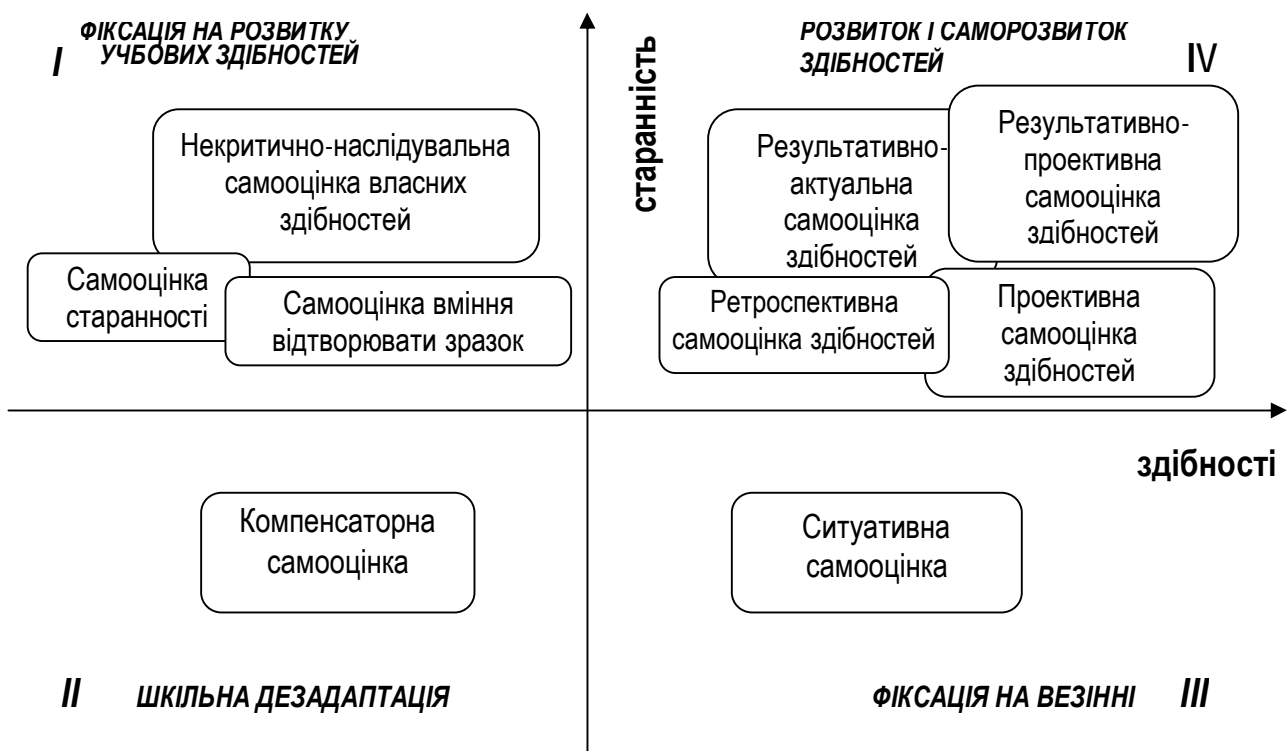 ФІКСАЦІЯ НА РОЗВИТКУ
УЧБОВИХ ЗДІБНОСТЕЙ
I
старанність
РОЗВИТОК І САМОРОЗВИТОК
ЗДІБНОСТЕЙ
IV
Некритично-наслідувальна
самооцінка власних
здібностей
Самооцінка
старанності
Самооцінка вміння
відтворювати зразок
Результативно-
актуальна
самооцінка
здібностей
Результативно-
проективна
самооцінка
здібностей
Ретроспективна
самооцінка здібностей
Проективна
самооцінка
здібностей
здібності
Компенсаторна
самооцінка
Ситуативна
самооцінка
II ШКІЛЬНА ДЕЗАДАПТАЦІЯ
ФІКСАЦІЯ НА ВЕЗІННІ III